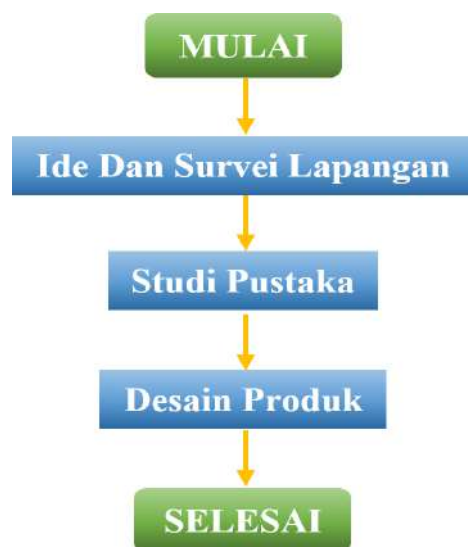 MULAI
Ide Dan Survei Lapangan
Studi Pustaka
Desain Produk
SELESAI